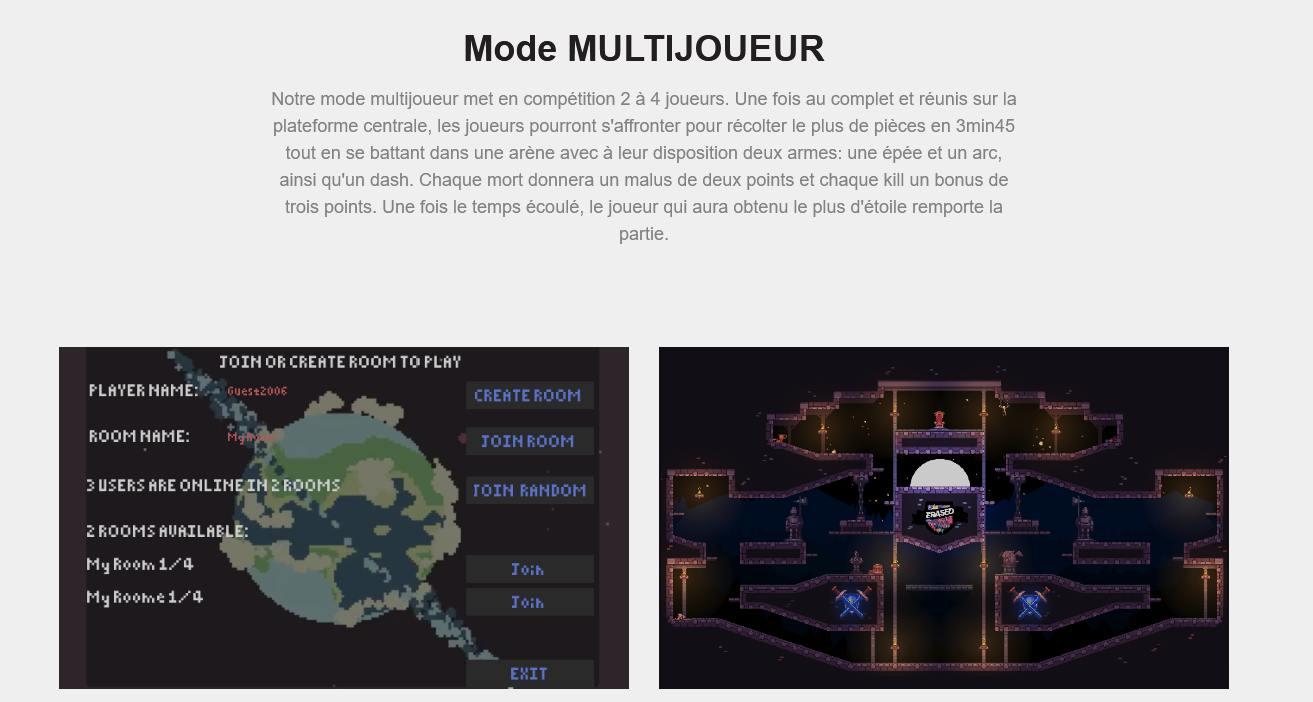 Mode MULTIJOUEUR
Notre mode multijoueur met en compétition 2 à 4 joueurs. Une fois au complet et réunis sur la
plateforme centrale, les joueurs pourront s'affronter pour récolter le plus de pièces en 3min45
tout en se battant dans une arène avec à leur disposition deux armes: une épée et un arc,
ainsi qu'un dash. Chaque mort donnera un malus de deux points et chaque kill un bonus de
trois points. Une fois le temps écoulé, le joueur qui aura obtenu le plus d'étoile remporte la
partie.
JOIN OR CREATE ROOM TO PLAY
PLAYER NAME: Guest2006
CREATE ROOM
ROOM NAME: My
JOIN ROOM
3 USERS ARE ONLINE IN 2 ROOMS
JOIN RANDOM
2 ROOMS AVAILABLE:
My Room 1/4
Join
My Roome 1/4
Join
EXIT
ERASED